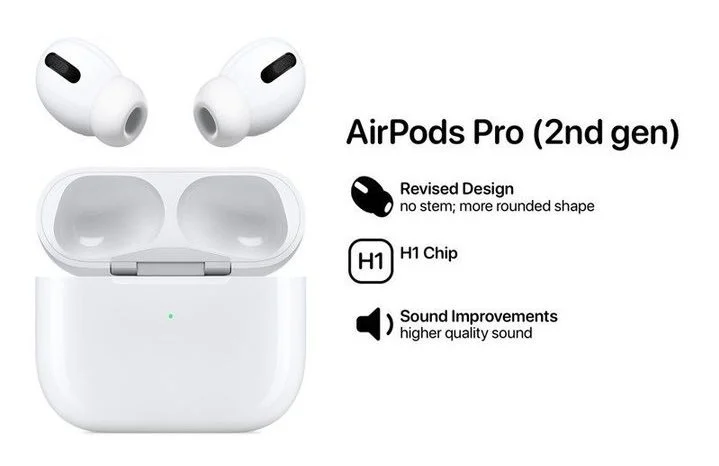 AirPods Pro (2nd gen)
Revised Design
no stem; more rounded shape
H1
H1 Chip
Sound Improvements
higher quality sound